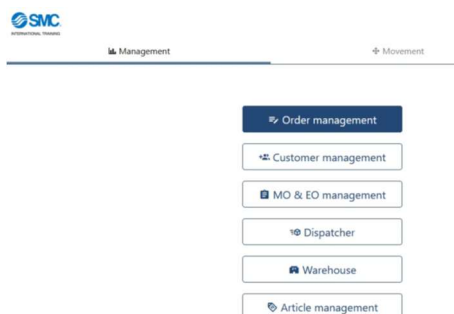 SMC
INTERNATIONAL TRAINING
Management
Movement
Order management
Customer management
MO & EO management
Dispatcher
Warehouse
Article management